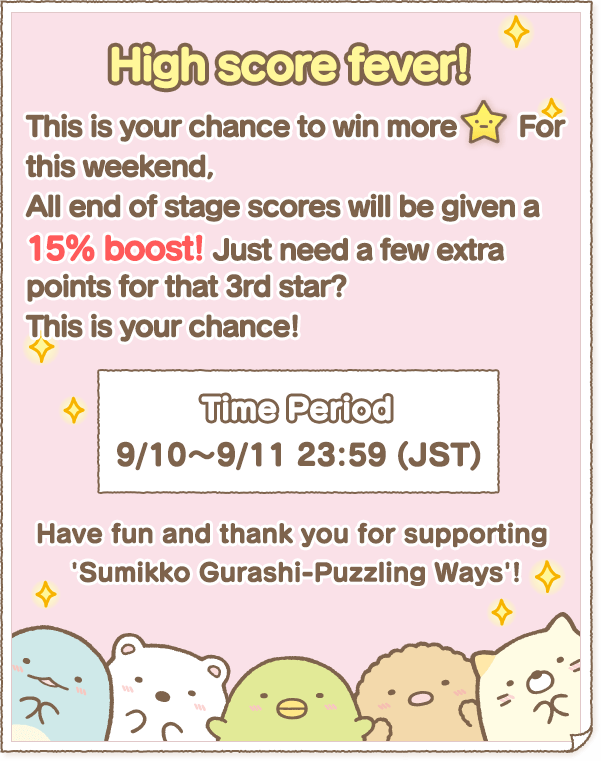 High score fever!
This is your chance to win more For
this weekend,
All end of stage scores will be given a
15% boost! Just need a few extra
points for that 3rd star?
This is your chance!
Time Period
9/10～9/11 23:59 (JST)
Have fun and thank you for supporting
'Sumikko Gurashi-Puzzling Ways'!